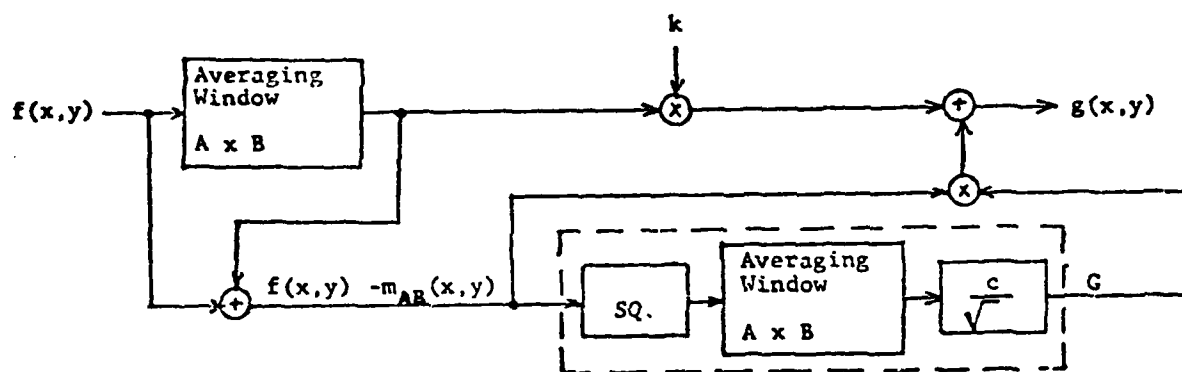 k
Averaging
Window
A x B
f(x,y)
x
+
g(x,y)
x
f(x,y) -m_AB(x,y)
+
SQ.
Averaging
Window
A x B
c
√
G